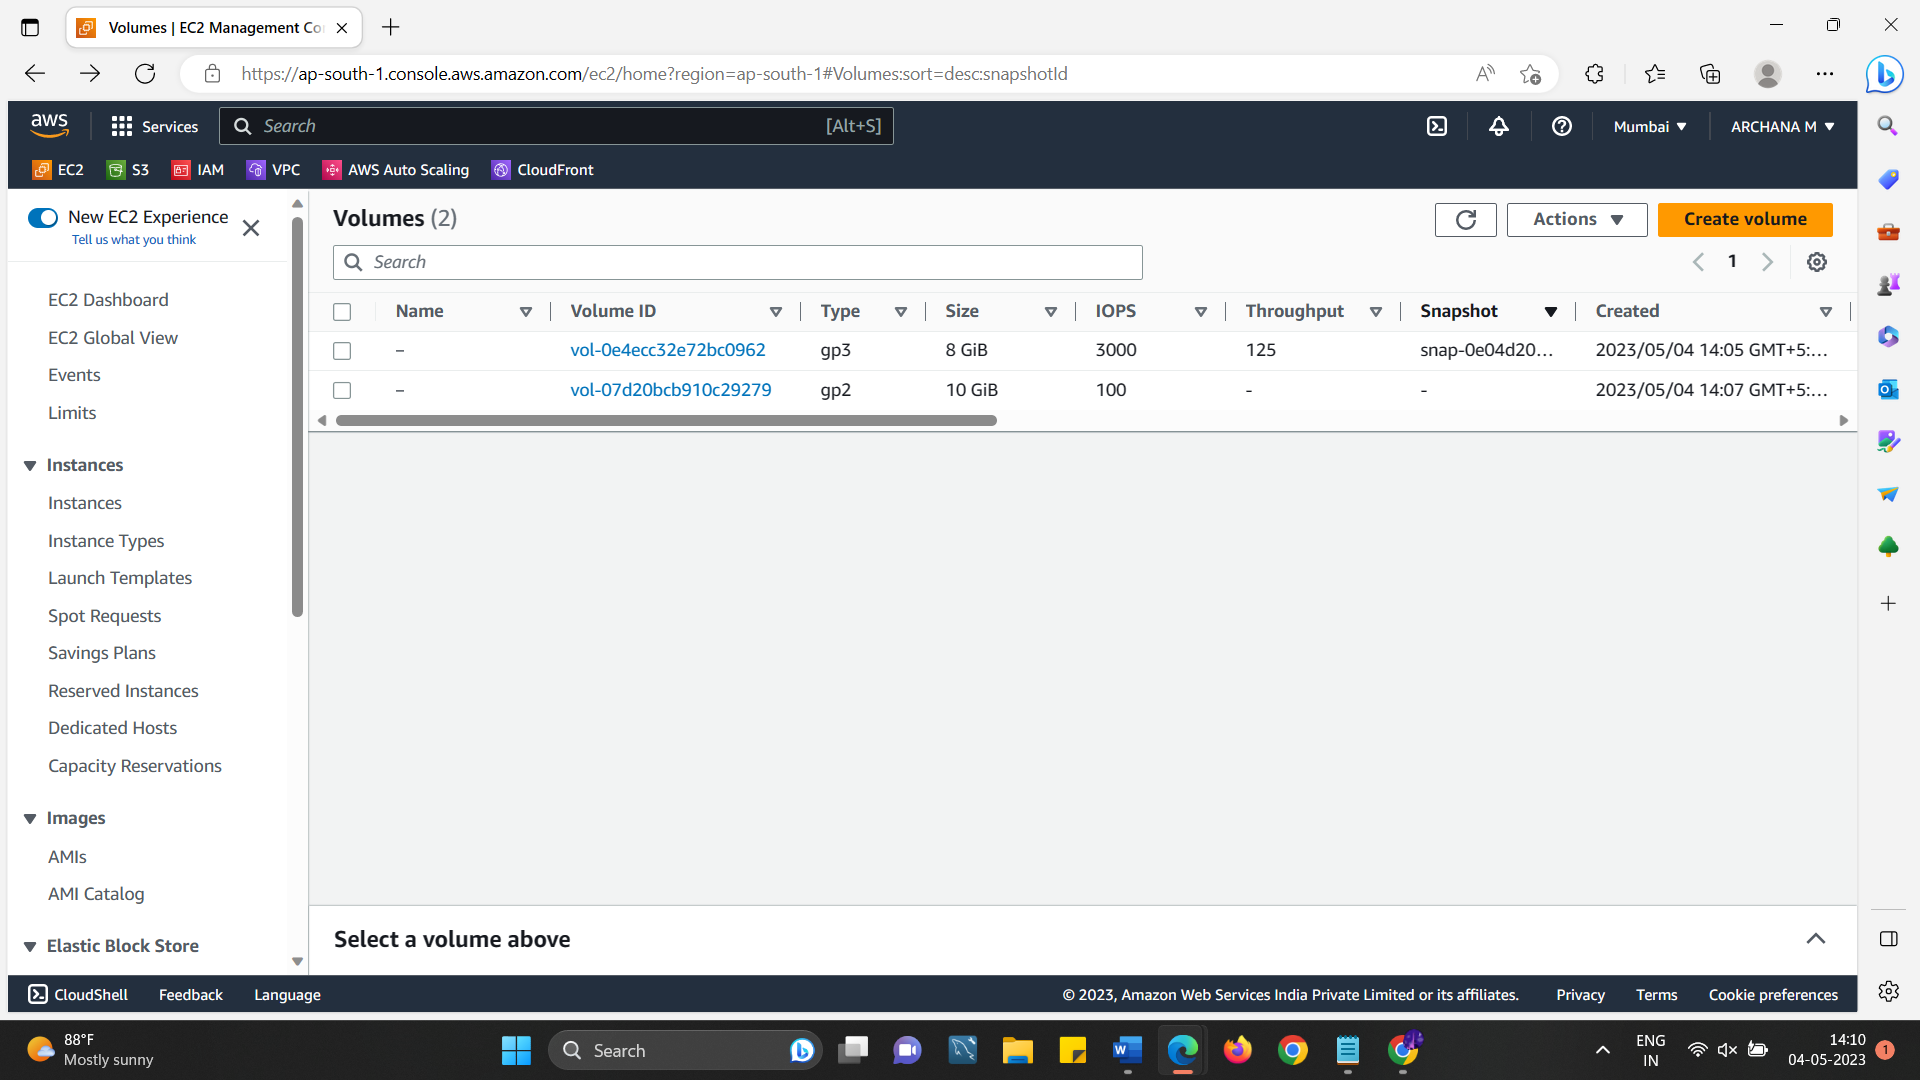 Volumes | EC2 Management Co
https://ap-south-1.console.aws.amazon.com/ec2/home?region=ap-south-1#Volumes:sort=desc:snapshotId
aws
Services
Search
[Alt+S]
Mumbai
ARCHANA M
EC2
S3
IAM
VPC
AWS Auto Scaling
CloudFront
New EC2 Experience
Tell us what you think
EC2 Dashboard
EC2 Global View
Events
Limits
Instances
Instances
Instance Types
Launch Templates
Spot Requests
Savings Plans
Reserved Instances
Dedicated Hosts
Capacity Reservations
Images
AMIs
AMI Catalog
Elastic Block Store
Volumes (2)
Actions
Create volume
Search
1
Name Volume ID Type Size IOPS Throughput Snapshot Created
– vol-0e4ecc32e72bc0962 gp3 8 GiB 3000 125 snap-0e04d20... 2023/05/04 14:05 GMT+5:...
– vol-07d20bcb910c29279 gp2 10 GiB 100 - - 2023/05/04 14:07 GMT+5:...
Select a volume above
CloudShell
Feedback
Language
© 2023, Amazon Web Services India Private Limited or its affiliates.
Privacy
Terms
Cookie preferences
88°F
Mostly sunny
Search
ENG
IN
14:10
04-05-2023
1